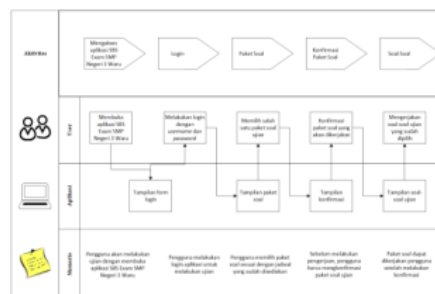 Aktivitas
Mengakses
aplikasi SBS
Exam SMP
Negeri 3 Waru
Login
Paket Soal
Konfirmasi
Paket Soal
Soal Soal
User
Membuka
aplikasi SBS
Exam SMP
Negeri 3 Waru
Melakukan login
dengan
username dan
password
Memilih salah
satu paket soal
ujian
Konfirmasi
paket soal yang
akan dikerjakan
Mengerjakan
soal-soal ujian
yang sudah
dipilih
Aplikasi
Tampilan form
login
Tampilan paket
soal
Tampilan
konfirmasi
Tampilan soal-
soal ujian
Pengguna akan melakukan
ujian dengan membuka
aplikasi SBS Exam SMP
Negeri 3 Waru
Pengguna melakukan
login aplikasi untuk
melakukan ujian
Pengguna memilih paket
soal sesuai dengan jadwal
yang sudah disediakan
Sebelum melakukan
pengerjaan, pengguna
harus mengkonfirmasi
paket soal ujian
Paket soal dapat
dikerjakan pengguna
setelah melakukan
konfirmasi